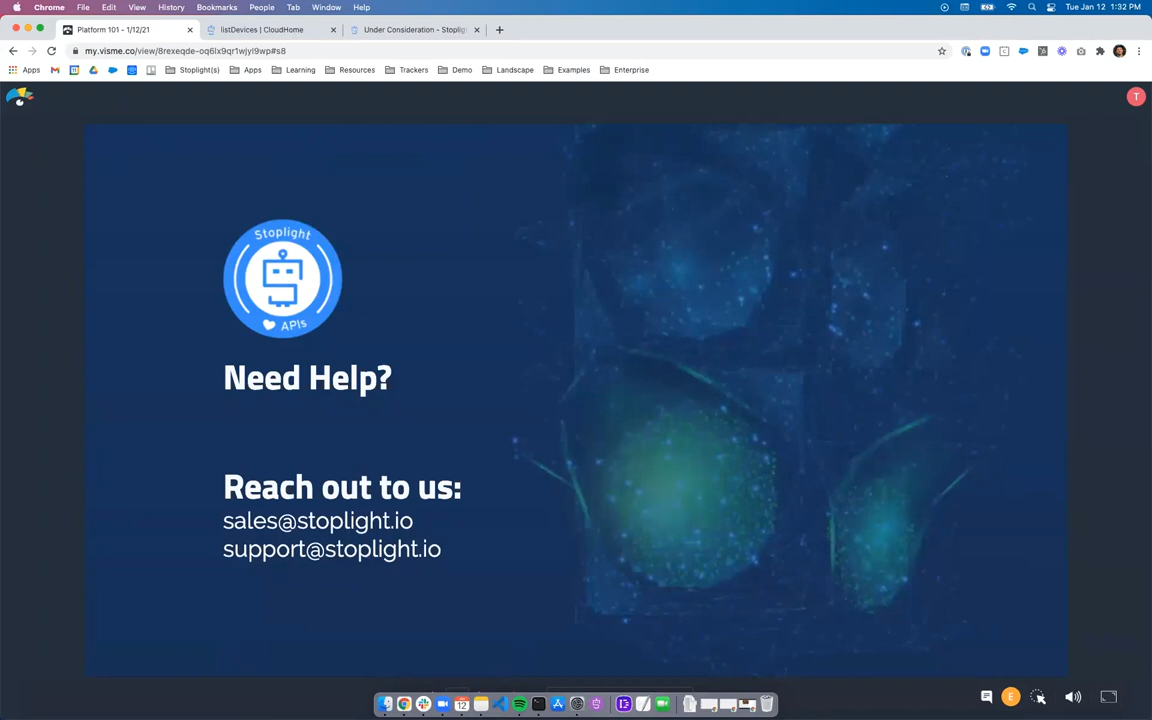 Chrome File Edit View History Bookmarks People Tab Window Help
Tue Jan 12 1:32 PM
Platform 101 - 1/12/21
listDevices | CloudHome
Under Consideration - Stoplig
my.visme.co/view/8rexeqde-oq6lx9qr1wjyl9wp#s8
Apps
Stoplight(s)
Apps
Learning
Resources
Trackers
Demo
Landscape
Examples
Enterprise
T
Stoplight
APIs
Need Help?
Reach out to us:
sales@stoplight.io
support@stoplight.io
12
E